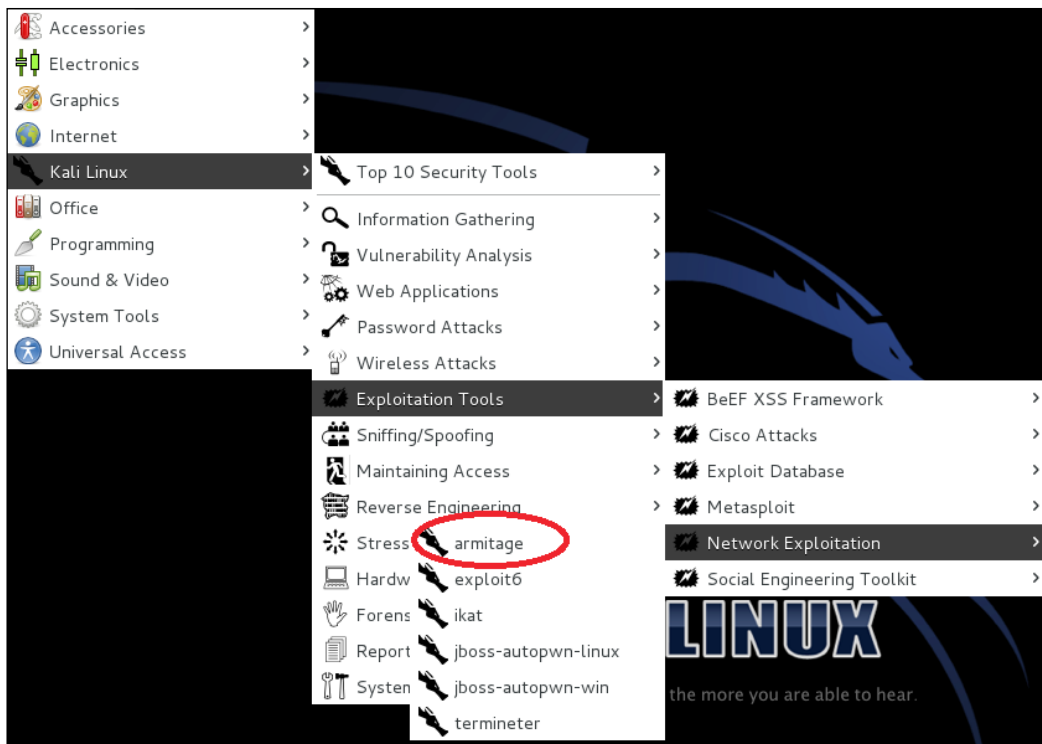 Accessories
Electronics
Graphics
Internet
Kali Linux
Office
Programming
Sound & Video
System Tools
Universal Access
Top 10 Security Tools
Information Gathering
Vulnerability Analysis
Web Applications
Password Attacks
Wireless Attacks
Exploitation Tools
Sniffing/Spoofing
Maintaining Access
Reverse Engineering
Stress
Hardw
Forens
Report
System
BeEF XSS Framework
Cisco Attacks
Exploit Database
Metasploit
Network Exploitation
Social Engineering Toolkit
armitage
exploit6
ikat
jboss-autopwn-linux
jboss-autopwn-win
termineter
LINUX
the more you are able to hear.